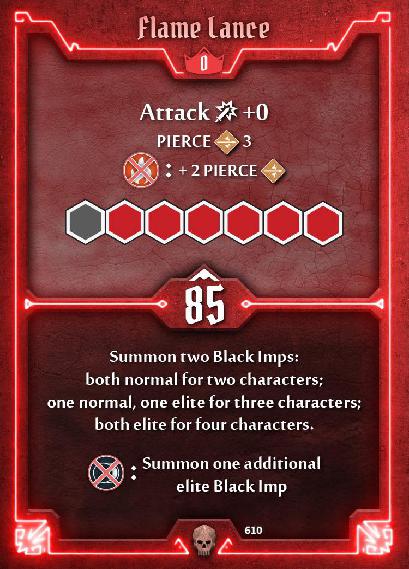 Flame Lance
0
Attack +0
PIERCE 3
: + 2 PIERCE
85
Summon two Black Imps:
both normal for two characters;
one normal, one elite for three characters;
both elite for four characters.
: Summon one additional
elite Black Imp
610